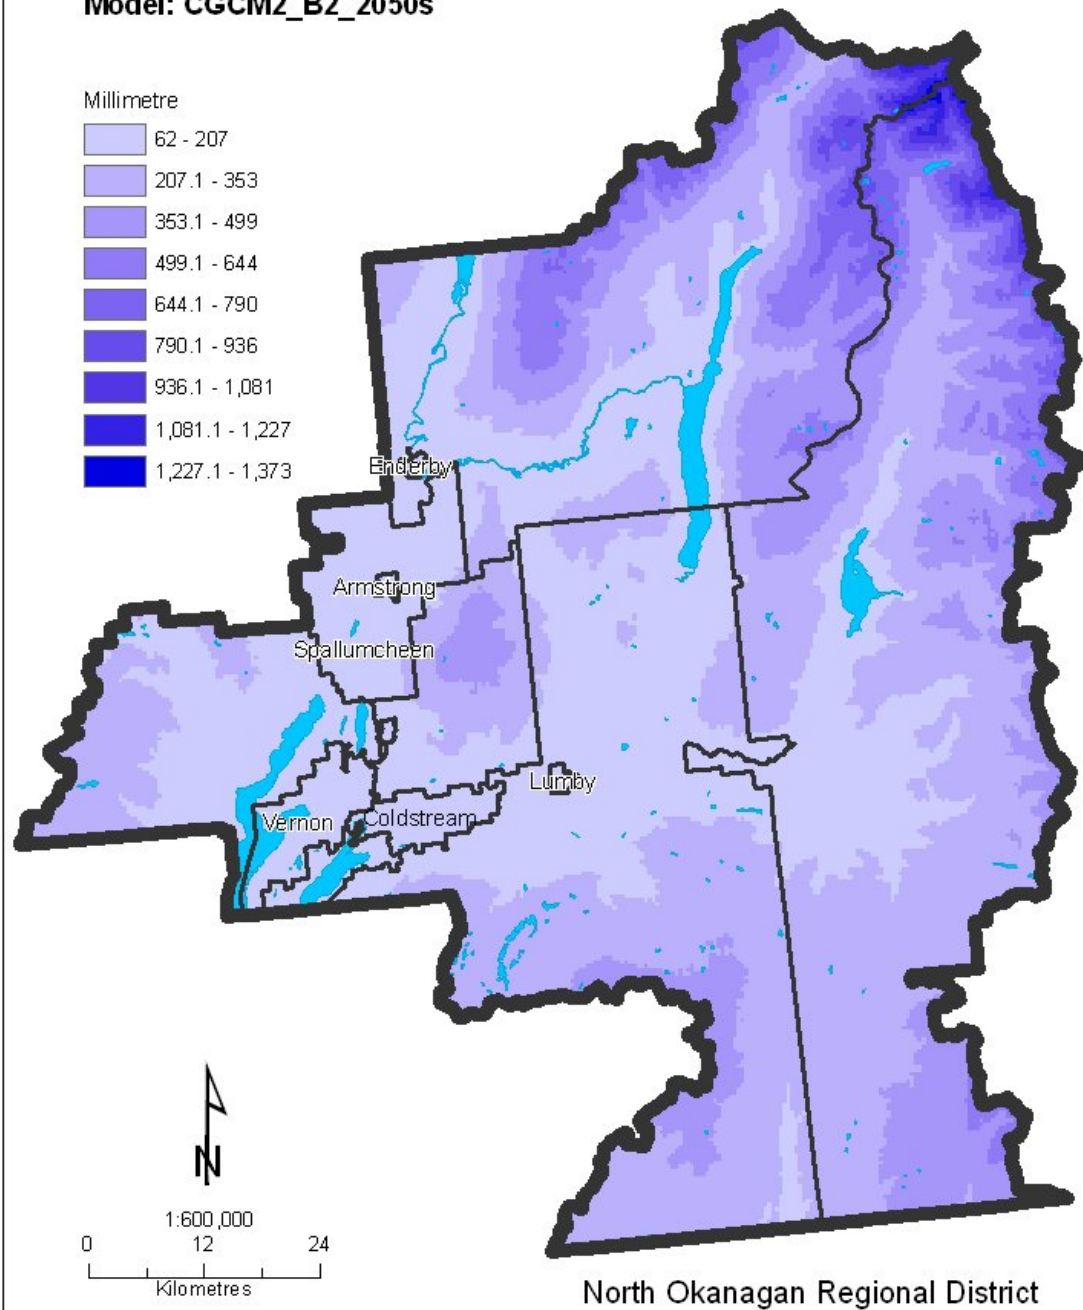 Model: CGCM2_B2_2050s
Millimetre
62 - 207
207.1 - 353
353.1 - 499
499.1 - 644
644.1 - 790
790.1 - 936
936.1 - 1,081
1,081.1 - 1,227
1,227.1 - 1,373
Enderby
Armstrong
Spallumcheen
Lumby
Vernon
Coldstream
N
1:600,000
0 12 24
Kilometres
North Okanagan Regional District